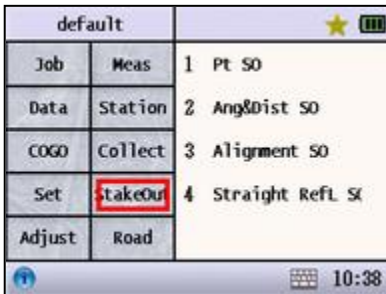 default
Job Meas 1 Pt SO
Data Station 2 Ang&Dist SO
COGO Collect 3 Alignment SO
Set StakeOut 4 Straight RefL SO
Adjust Road
10:38